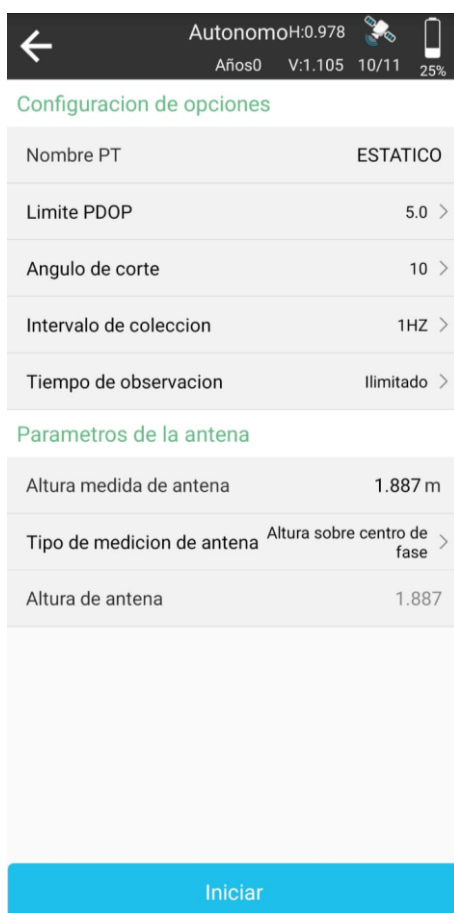 AutonomoH:0.978
Años0 V:1.105 10/11 25%
Configuracion de opciones
Nombre PT ESTATICO
Limite PDOP 5.0
Angulo de corte 10
Intervalo de coleccion 1HZ
Tiempo de observacion Ilimitado
Parametros de la antena
Altura medida de antena 1.887 m
Tipo de medicion de antena Altura sobre centro de
fase
Altura de antena 1.887
Iniciar